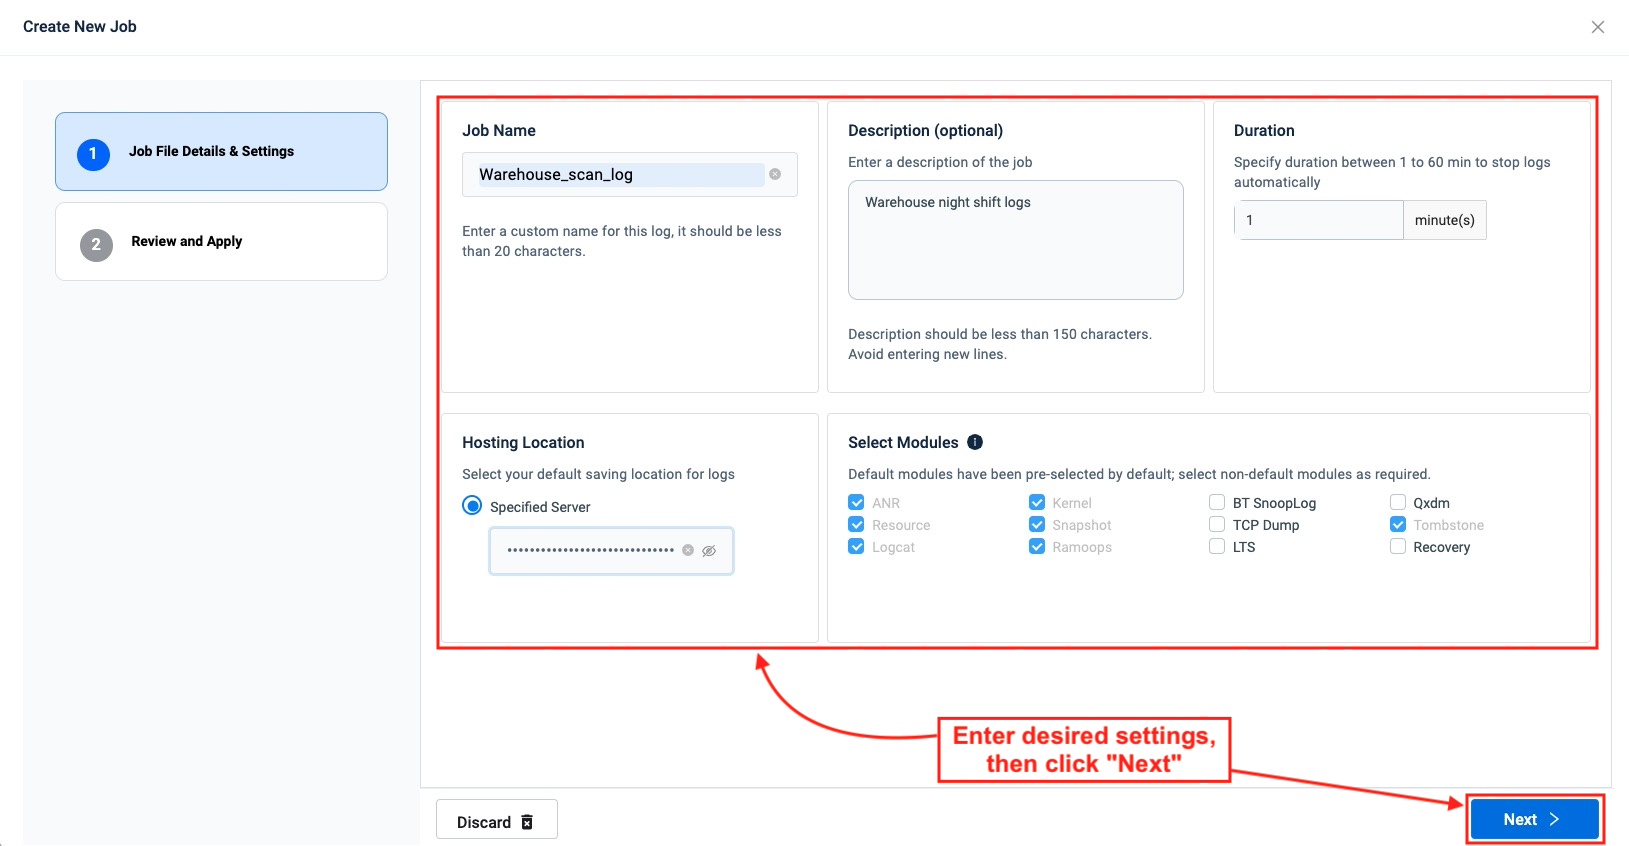 Create New Job
1
Job File Details & Settings
2
Review and Apply
Job Name
Warehouse_scan_log
Enter a custom name for this log, it should be less
than 20 characters.
Description (optional)
Enter a description of the job
Warehouse night shift logs
Description should be less than 150 characters.
Avoid entering new lines.
Duration
Specify duration between 1 to 60 min to stop logs
automatically
1 minute(s)
Hosting Location
Select your default saving location for logs
Specified Server
Select Modules
Default modules have been pre-selected by default; select non-default modules as required.
ANR Kernel BT SnoopLog Qxdm
Resource Snapshot TCP Dump Tombstone
Logcat Ramoops LTS Recovery
Enter desired settings,
then click "Next"
Discard
Next